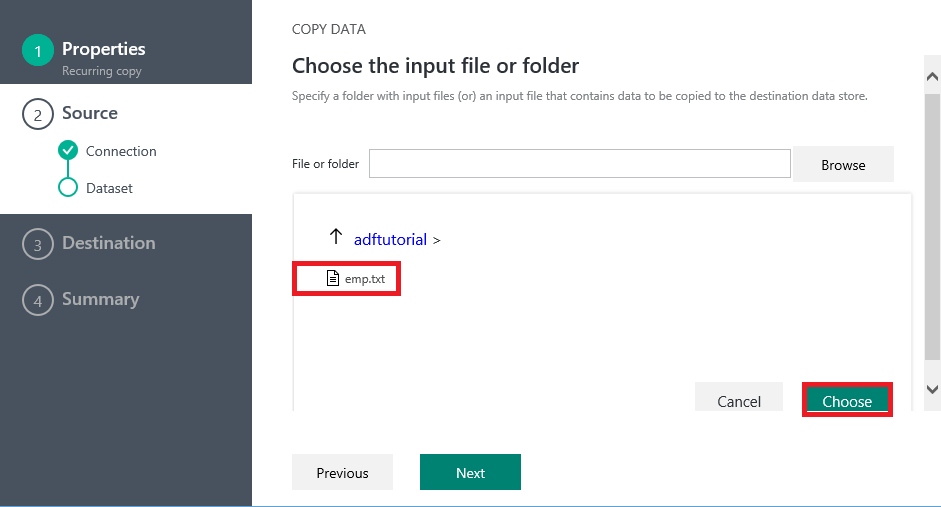 1 Properties
Recurring copy
2 Source
Connection
Dataset
3 Destination
4 Summary
COPY DATA
Choose the input file or folder
Specify a folder with input files (or) an input file that contains data to be copied to the destination data store.
File or folder
Browse
adftutorial >
emp.txt
Cancel
Choose
Previous
Next